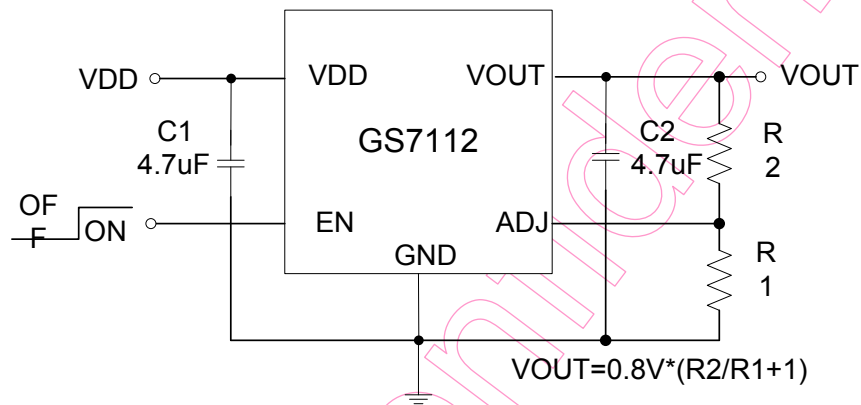 VDD
VDD
VOUT
VOUT
C1
4.7uF
GS7112
C2
4.7uF
R
2
OF
F
ON
EN
ADJ
GND
R
1
VOUT=0.8V*(R2/R1+1)